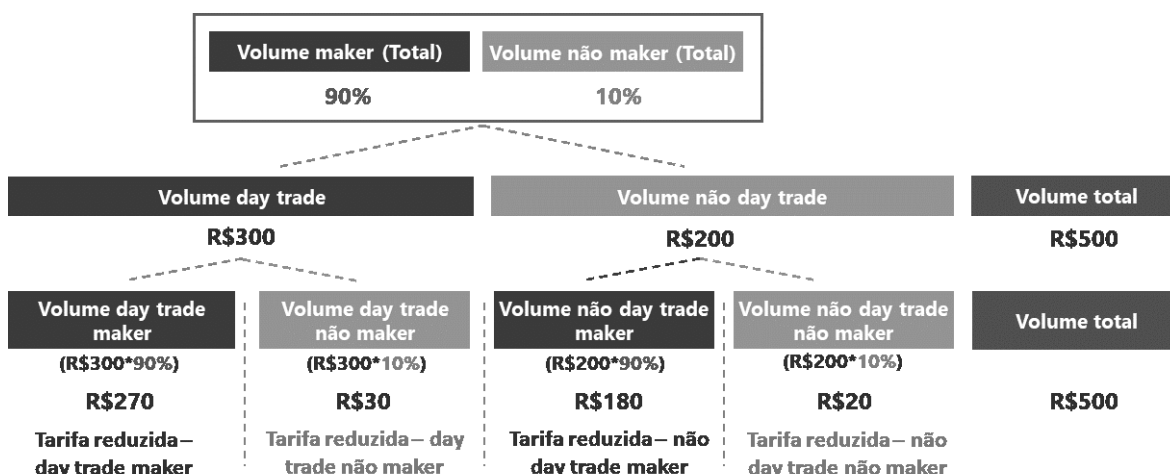 Volume maker (Total) Volume não maker (Total)
90% 10%
Volume day trade Volume não day trade Volume total
R$300 R$200 R$500
Volume day trade maker Volume day trade não maker Volume não day trade maker Volume não day trade não maker Volume total
(R$300*90%) (R$300*10%) (R$200*90%) (R$200*10%)
R$270 R$30 R$180 R$20 R$500
Tarifa reduzida– day trade maker Tarifa reduzida– day trade não maker Tarifa reduzida– não day trade maker Tarifa reduzida– não day trade não maker